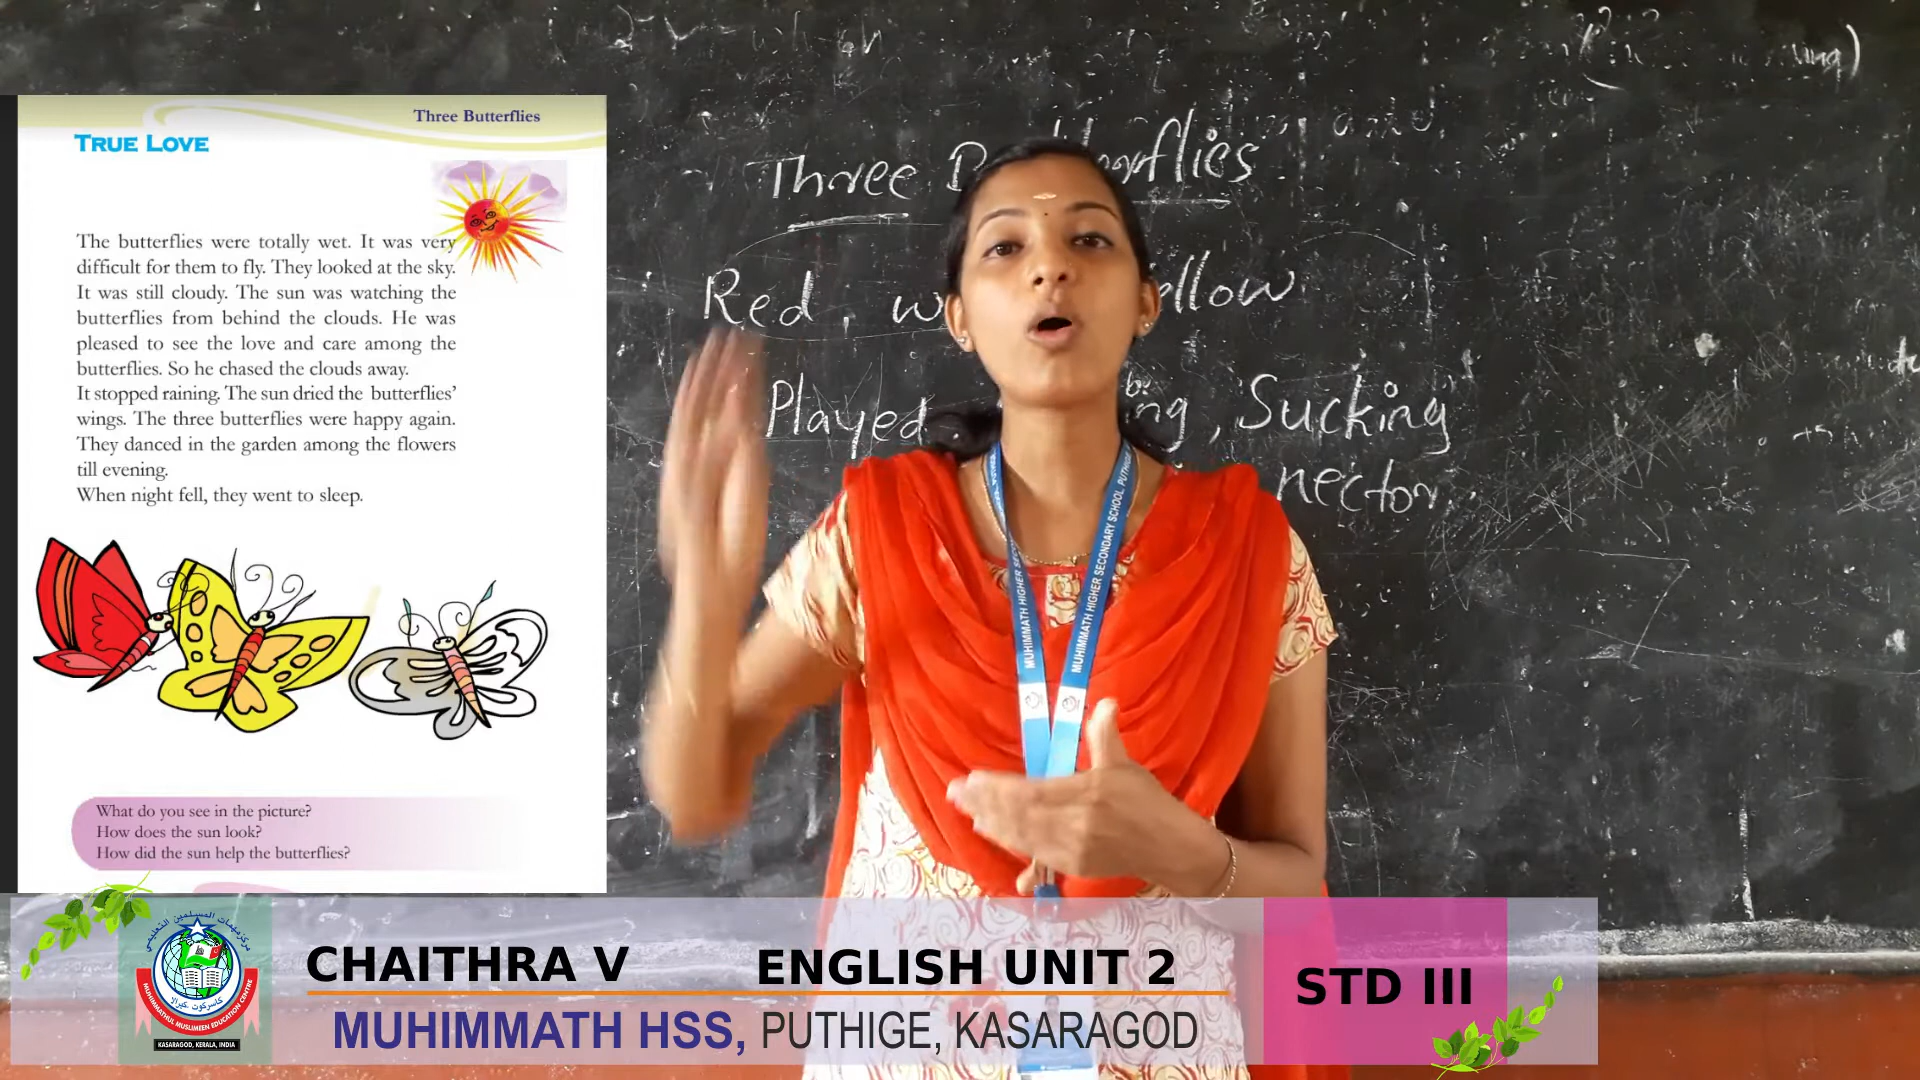 Three Butterflies
TRUE LOVE
The butterflies were totally wet. It was very
difficult for them to fly. They looked at the sky.
It was still cloudy. The sun was watching the
butterflies from behind the clouds. He was
pleased to see the love and care among the
butterflies. So he chased the clouds away.
It stopped raining. The sun dried the butterflies’
wings. The three butterflies were happy again.
They danced in the garden among the flowers
till evening.
When night fell, they went to sleep.
What do you see in the picture?
How does the sun look?
How did the sun help the butterflies?
Three
Red,
Played
, Sucking
nector
MUHIMMATH HIGHER SECONDARY SCHOOL, PUTHIGE
CHAITHRA V
ENGLISH UNIT 2
STD III
MUHIMMATH HSS, PUTHIGE, KASARAGOD
MUHIMMATHUL MUSLIMEEN EDUCATION CENTRE
KASARAGOD, KERALA, INDIA